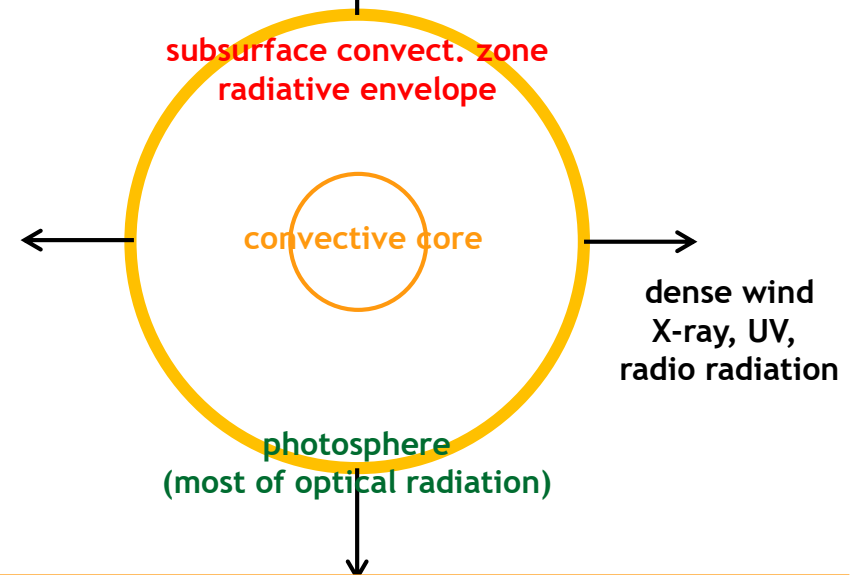 subsurface convect. zone
radiative envelope
convective core
dense wind
X-ray, UV,
radio radiation
photosphere
(most of optical radiation)